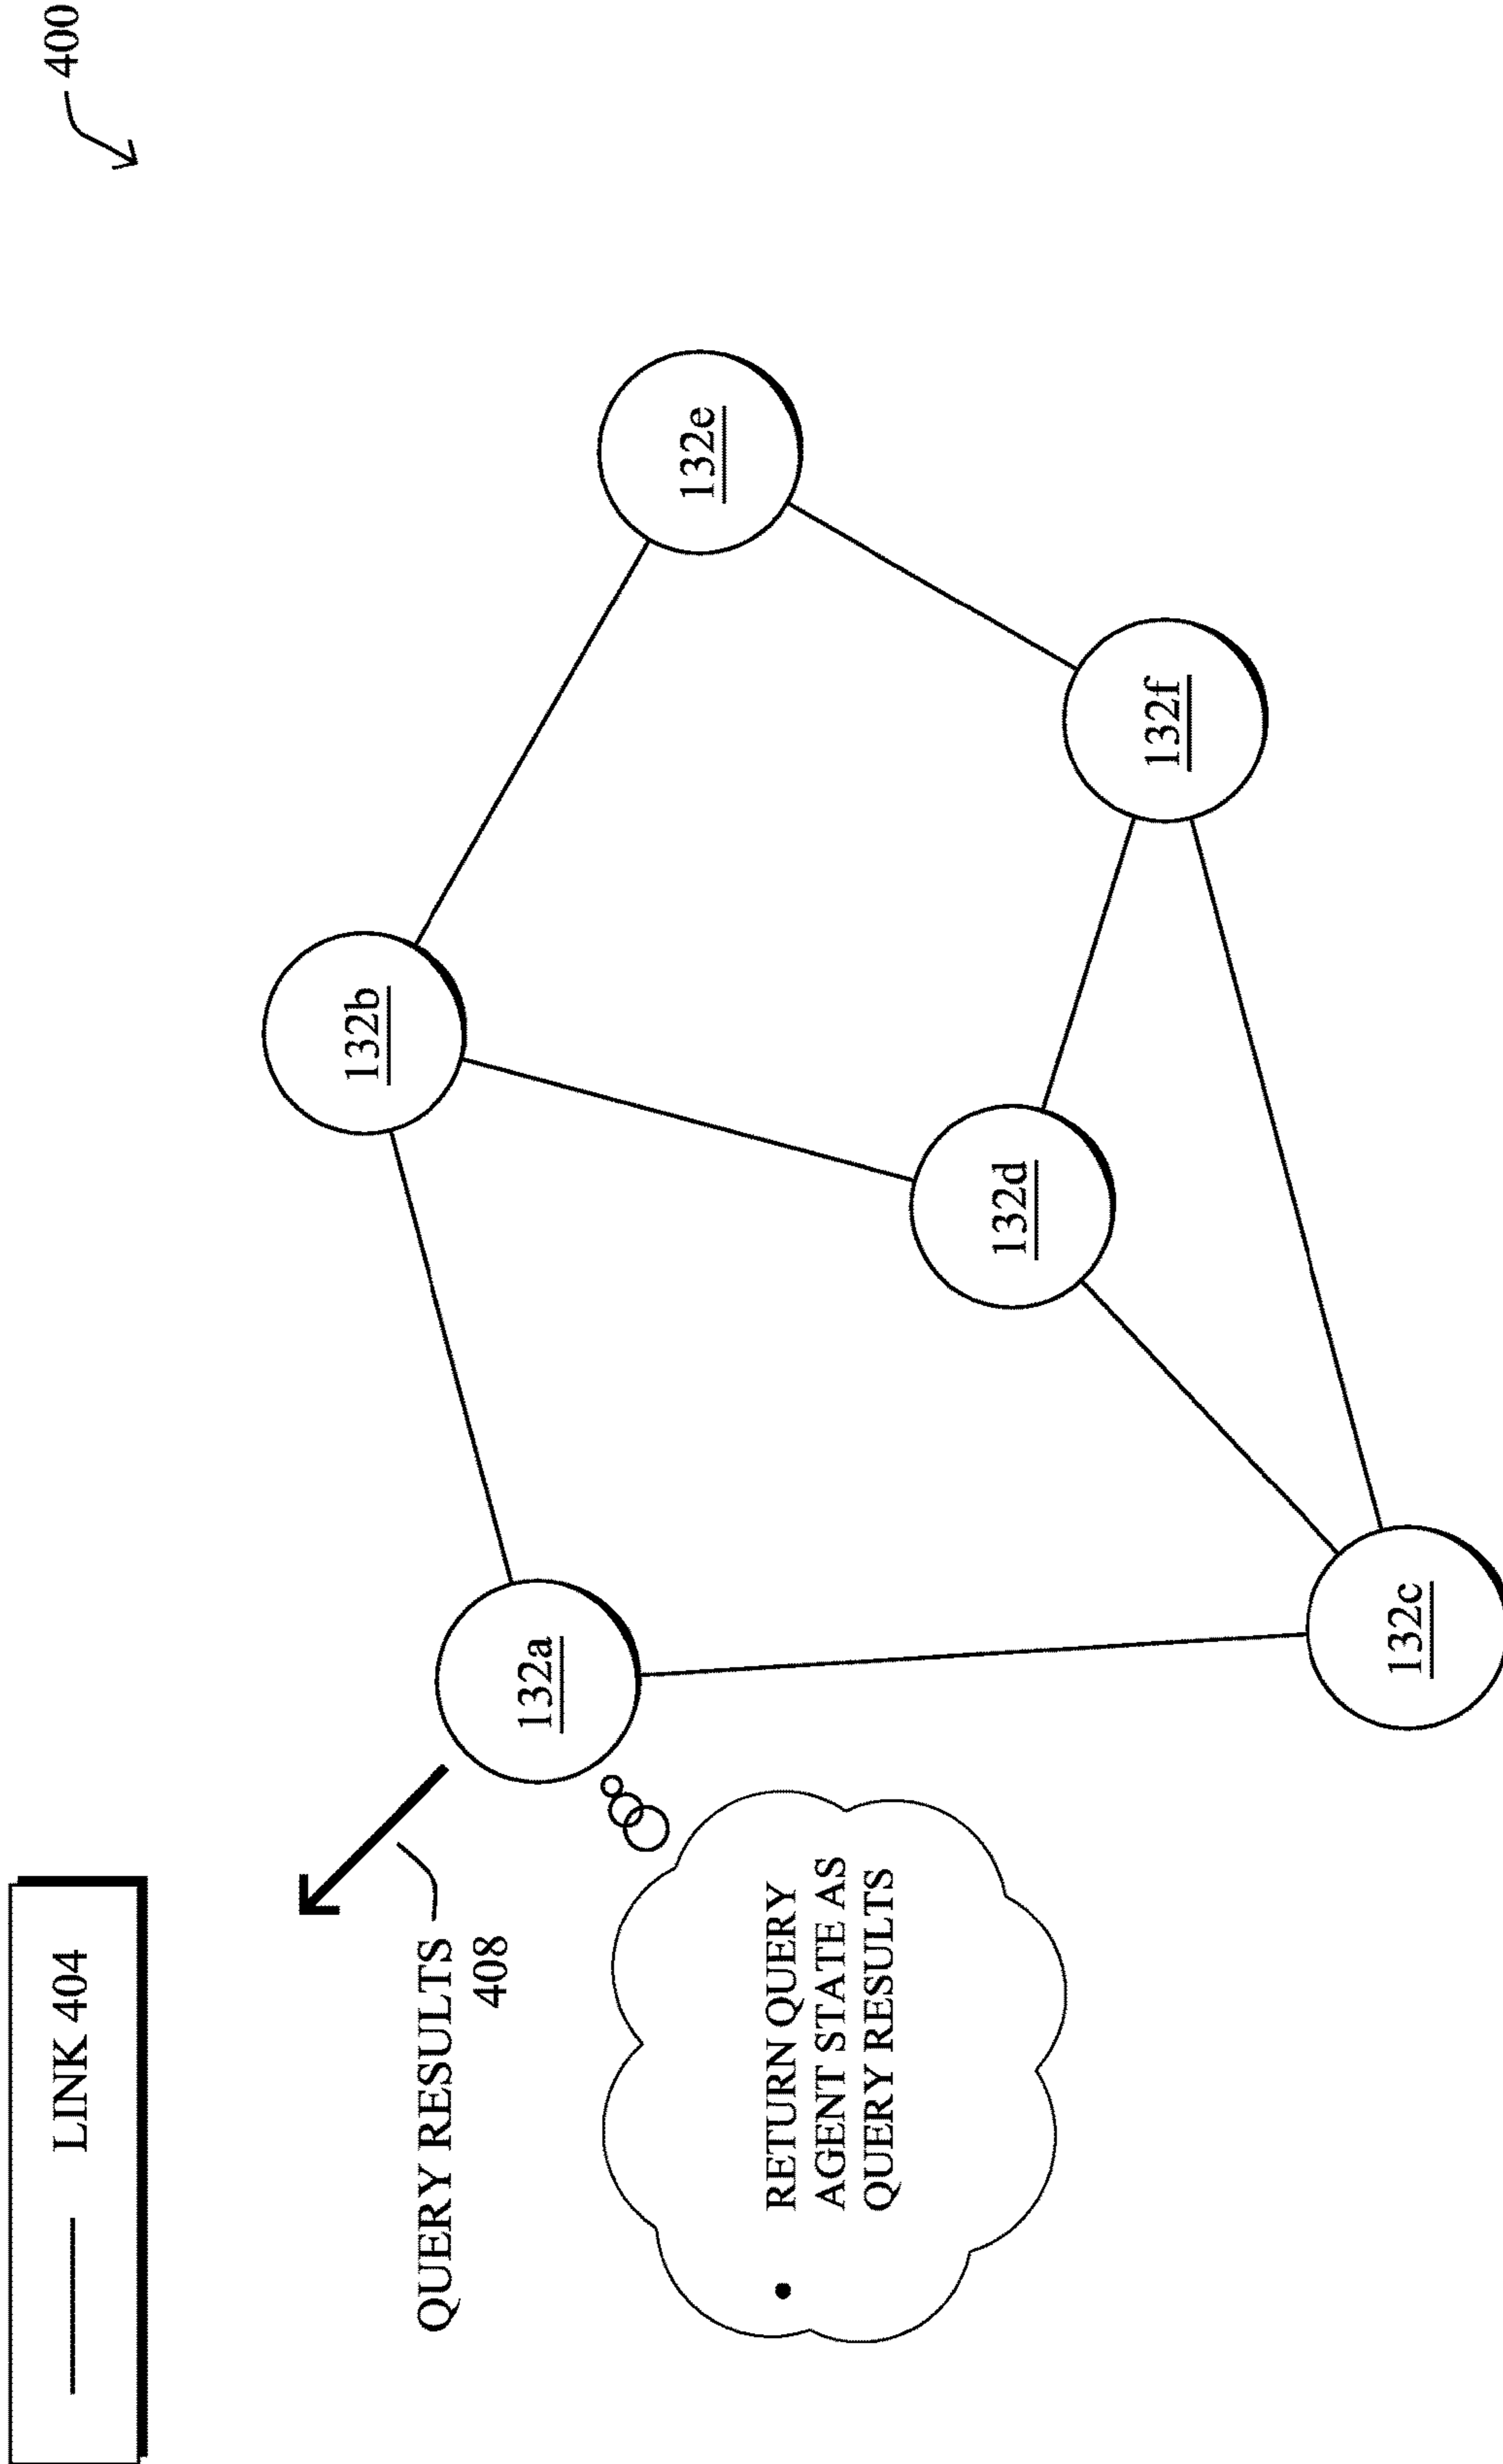 400
LINK 404
QUERY RESULTS
408
RETURN QUERY
AGENT STATE AS
QUERY RESULTS
132a
132b
132c
132d
132e
132f